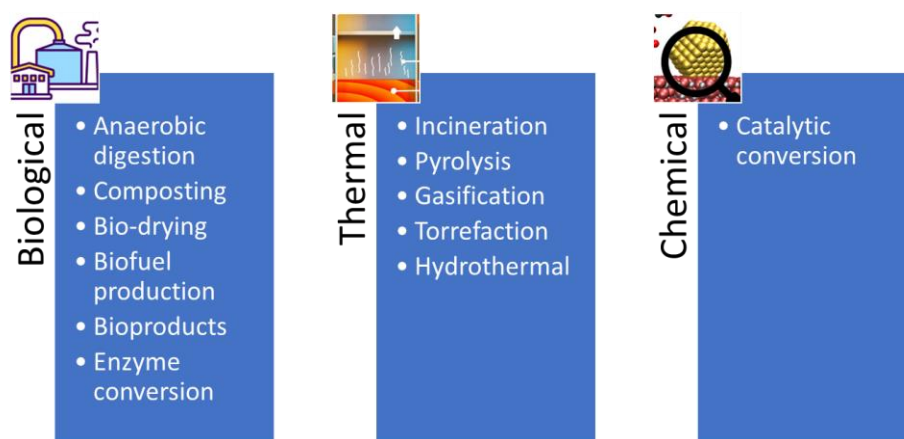 Biological
• Anaerobic
digestion
• Composting
• Bio-drying
• Biofuel
production
• Bioproducts
• Enzyme
conversion
Thermal
• Incineration
• Pyrolysis
• Gasification
• Torrefaction
• Hydrothermal
Chemical
• Catalytic
conversion